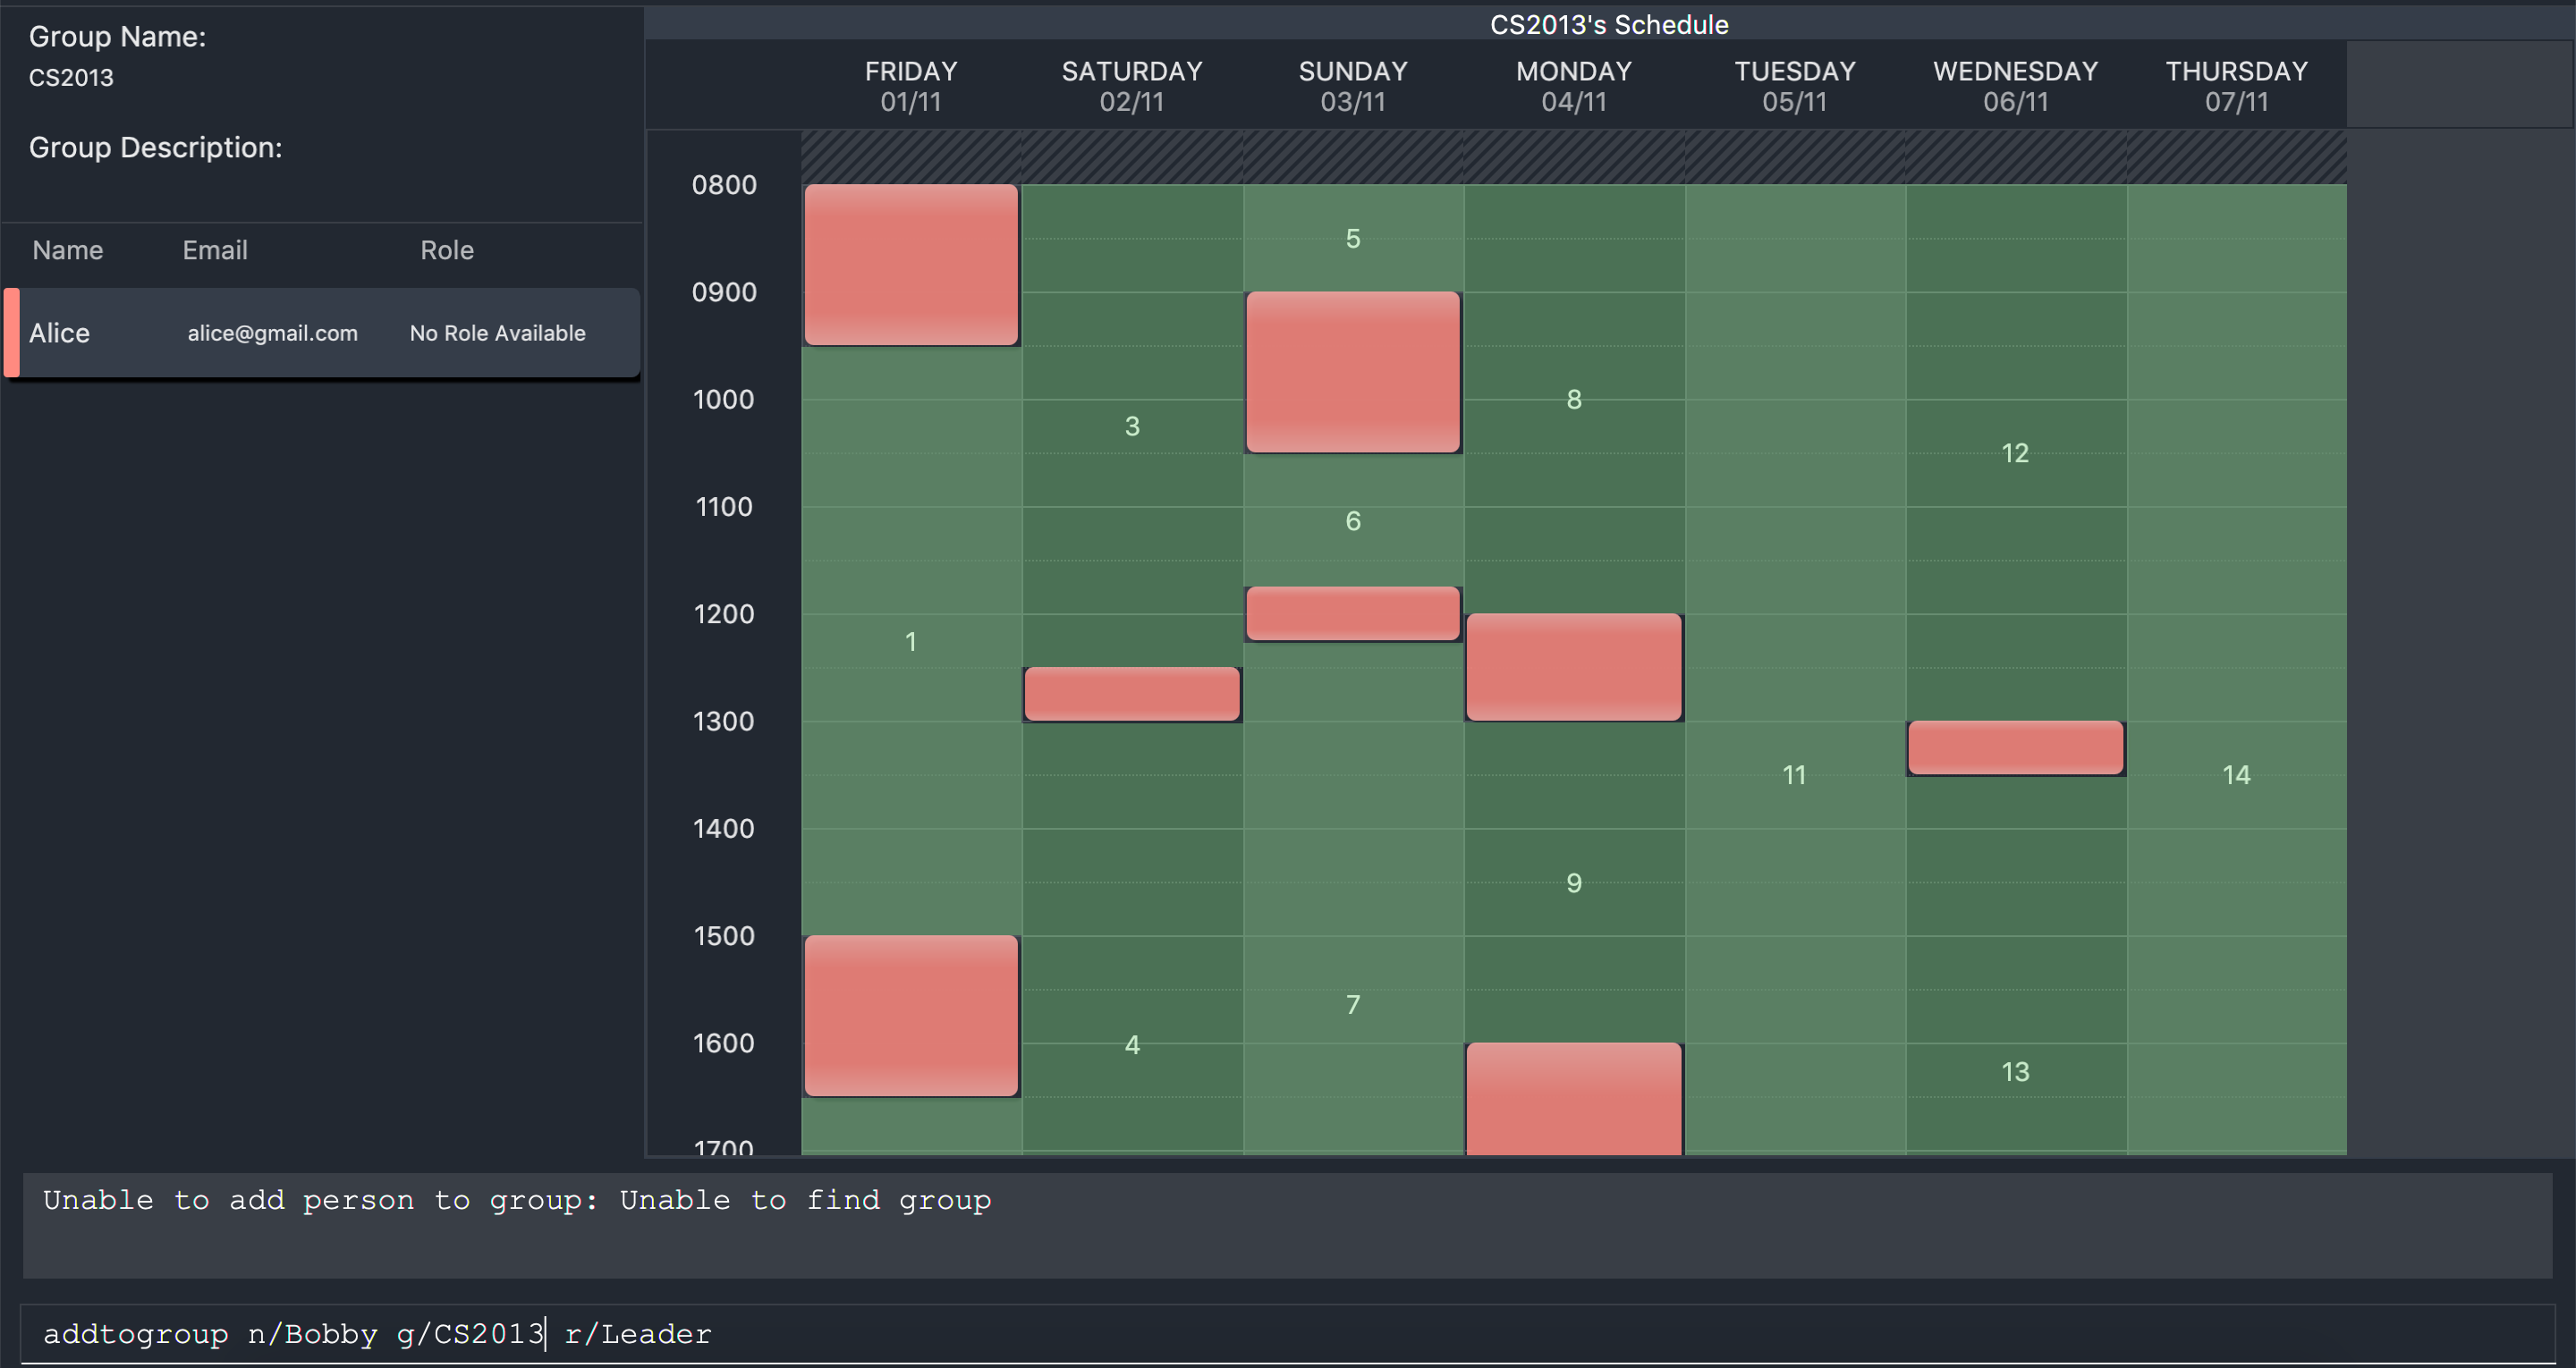 Group Name:
CS2013
Group Description:
Name Email Role
Alice alice@gmail.com No Role Available
CS2013's Schedule
FRIDAY SATURDAY SUNDAY MONDAY TUESDAY WEDNESDAY THURSDAY
01/11 02/11 03/11 04/11 05/11 06/11 07/11
0800
5
0900
1000 8
3
12
1100
6
1200
1
1300
11 14
1400
9
1500
7
1600 4
13
1700
Unable to add person to group: Unable to find group
addtogroup n/Bobby g/CS2013 r/Leader